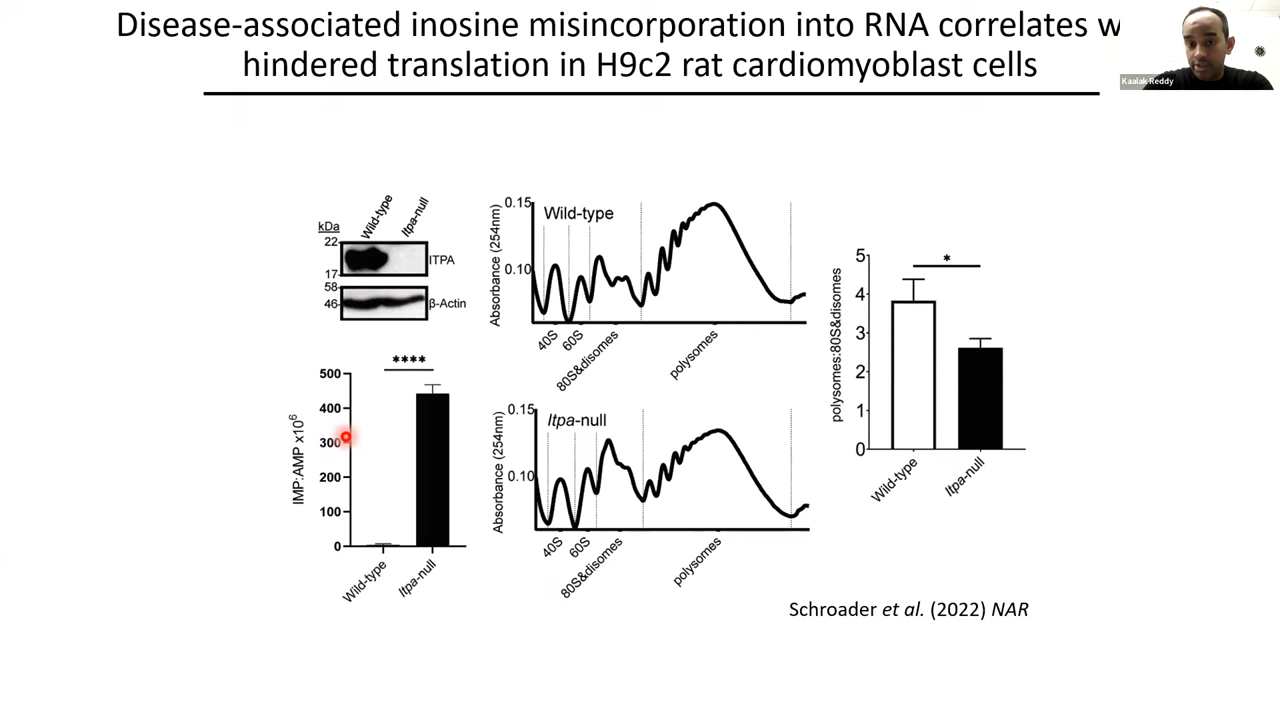 Disease-associated inosine misincorporation into RNA correlates w
hindered translation in H9c2 rat cardiomyoblast cells
Kaalak Reddy
kDa
Wild-type
Itpa-null
22
17
ITPA
58
46
β-Actin
****
500
400
300
200
100
0
IMP:AMP x10⁶
Wild-type
Itpa-null
0.15
0.10
Absorbance (254nm)
Wild-type
40S
60S
80S&disomes
polysomes
0.15
0.10
Absorbance (254nm)
Itpa-null
40S
60S
80S&disomes
polysomes
*
5
4
3
2
1
0
polysomes:80S&disomes
Wild-type
Itpa-null
Schroader et al. (2022) NAR